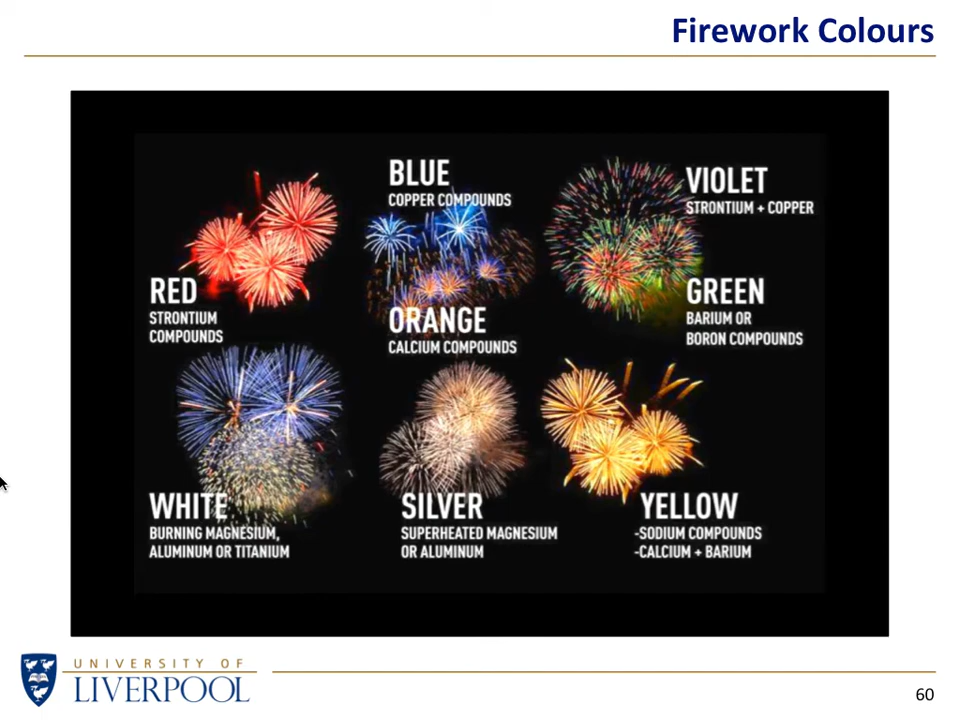 Firework Colours
BLUE
COPPER COMPOUNDS
VIOLET
STRONTIUM + COPPER
RED
STRONTIUM
COMPOUNDS
ORANGE
CALCIUM COMPOUNDS
GREEN
BARIUM OR
BORON COMPOUNDS
WHITE
BURNING MAGNESIUM,
ALUMINUM OR TITANIUM
SILVER
SUPERHEATED MAGNESIUM
OR ALUMINUM
YELLOW
-SODIUM COMPOUNDS
-CALCIUM + BARIUM
UNIVERSITY OF
LIVERPOOL
60